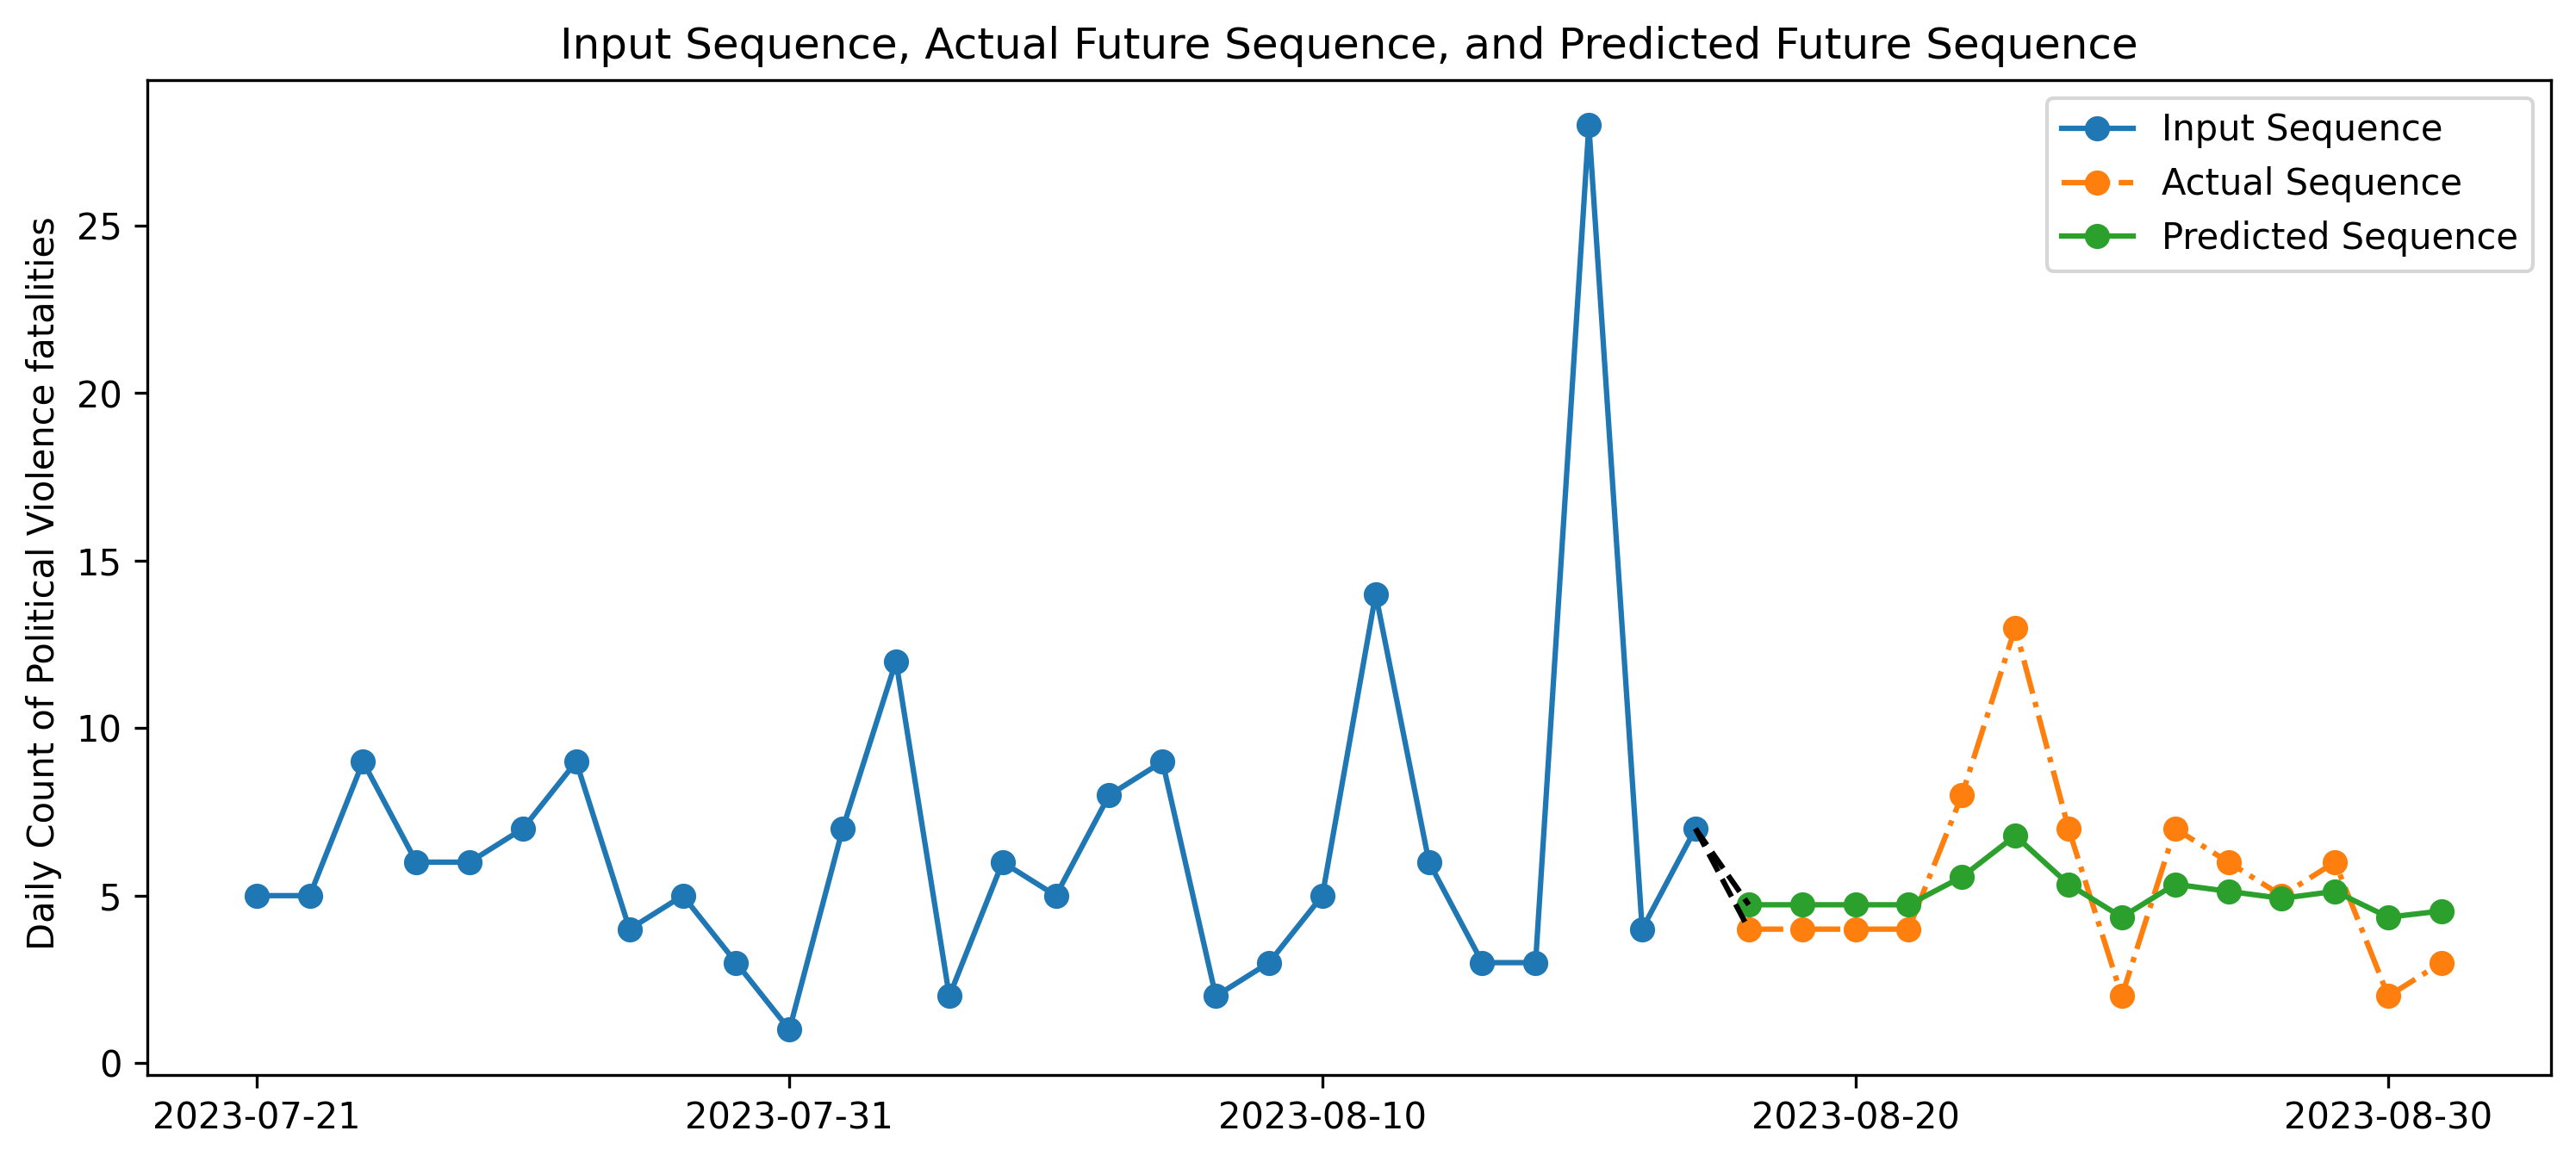 Input Sequence, Actual Future Sequence, and Predicted Future Sequence
Daily Count of Political Violence fatalities
25
20
15
10
5
0
Input Sequence
Actual Sequence
Predicted Sequence
2023-07-21
2023-07-31
2023-08-10
2023-08-20
2023-08-30